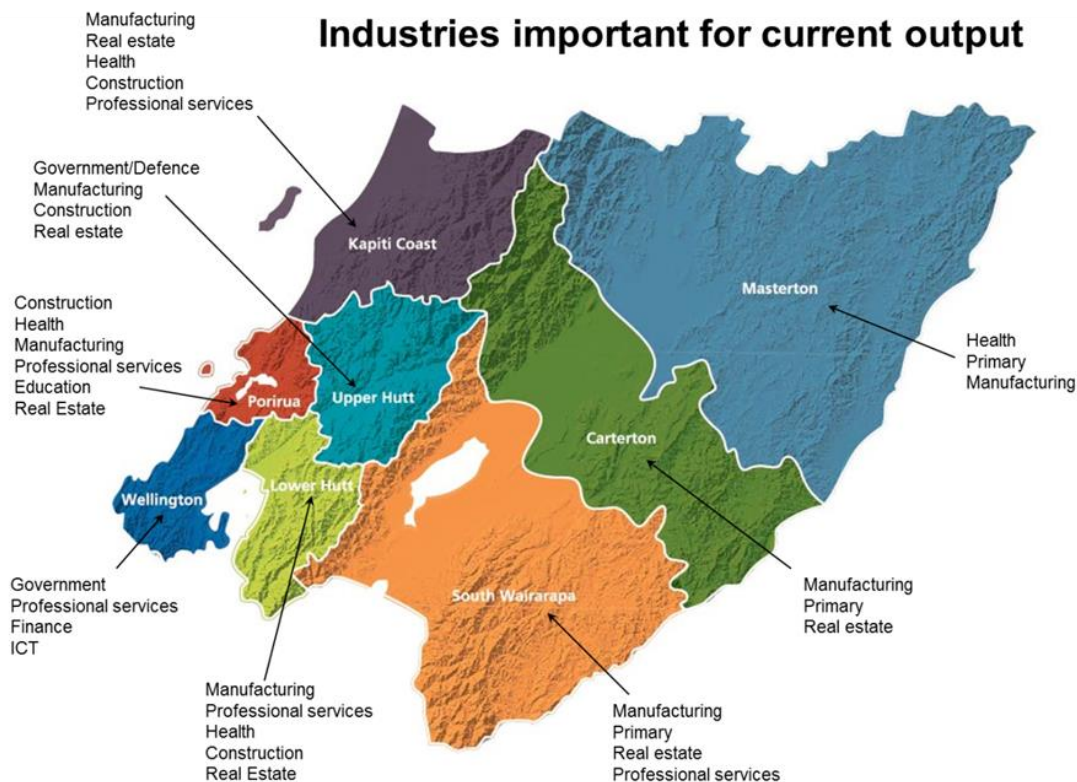 Industries important for current output
Manufacturing
Real estate
Health
Construction
Professional services
Government/Defence
Manufacturing
Construction
Real estate
Kapiti Coast
Masterton
Construction
Health
Manufacturing
Professional services
Education
Real Estate
Health
Primary
Manufacturing
Porirua
Upper Hutt
Carterton
Wellington
Lower Hutt
Government
Professional services
Finance
ICT
South Wairarapa
Manufacturing
Primary
Real estate
Manufacturing
Professional services
Health
Construction
Real Estate
Manufacturing
Primary
Real estate
Professional services